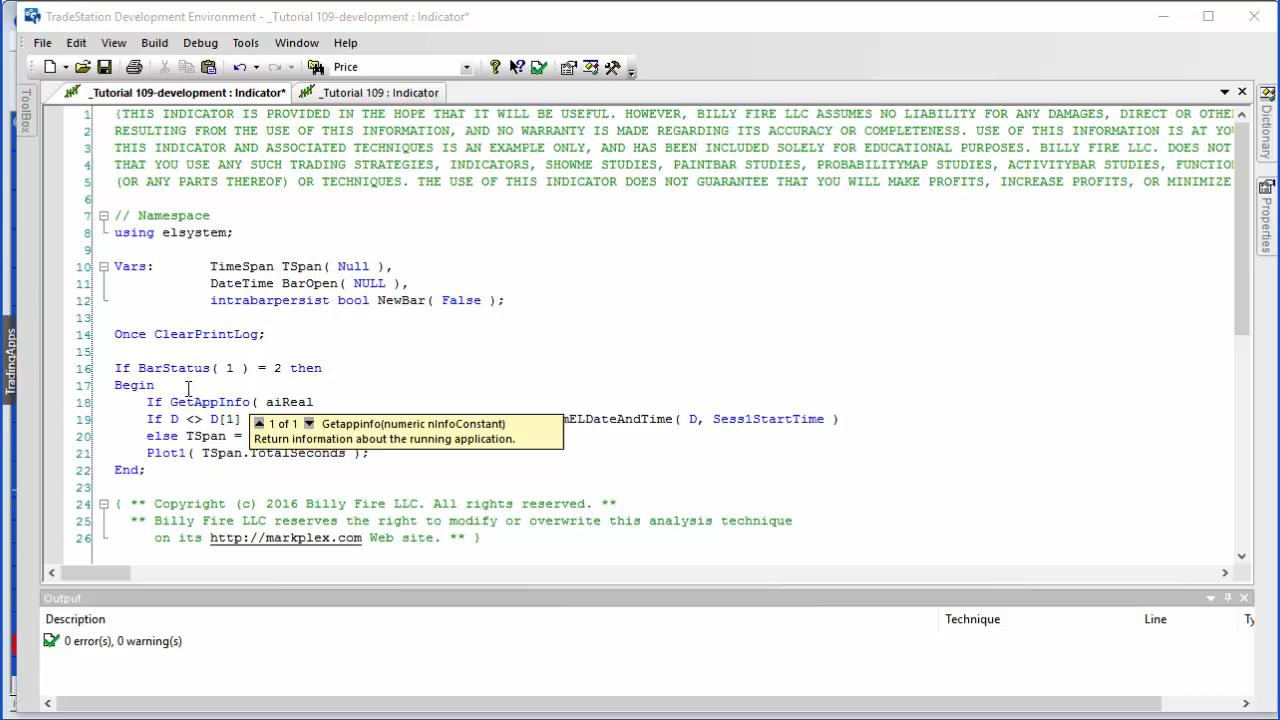 TradeStation Development Environment - _Tutorial 109-development : Indicator*
File Edit View Build Debug Tools Window Help
Price
_Tutorial 109-development : Indicator* _Tutorial 109 : Indicator
ToolBox
Dictionary
Properties
TradingApps
1 {THIS INDICATOR IS PROVIDED IN THE HOPE THAT IT WILL BE USEFUL. HOWEVER, BILLY FIRE LLC ASSUMES NO LIABILITY FOR ANY DAMAGES, DIRECT OR OTHE
2 RESULTING FROM THE USE OF THIS INFORMATION, AND NO WARRANTY IS MADE REGARDING ITS ACCURACY OR COMPLETENESS. USE OF THIS INFORMATION IS AT YO
3 THIS INDICATOR AND ASSOCIATED TECHNIQUES IS AN EXAMPLE ONLY, AND HAS BEEN INCLUDED SOLELY FOR EDUCATIONAL PURPOSES. BILLY FIRE LLC. DOES NOT
4 THAT YOU USE ANY SUCH TRADING STRATEGIES, INDICATORS, SHOWME STUDIES, PAINTBAR STUDIES, PROBABILITYMAP STUDIES, ACTIVITYBAR STUDIES, FUNCTION
5 (OR ANY PARTS THEREOF) OR TECHNIQUES. THE USE OF THIS INDICATOR DOES NOT GUARANTEE THAT YOU WILL MAKE PROFITS, INCREASE PROFITS, OR MINIMIZE
6
7 // Namespace
8 using elsystem;
9
10 Vars: TimeSpan TSpan( Null ),
11 DateTime BarOpen( NULL ),
12 intrabarpersist bool NewBar( False );
13
14 Once ClearPrintLog;
15
16 If BarStatus( 1 ) = 2 then
17 Begin
18 If GetAppInfo( aiReal
19 If D <> D[1] mELDateAndTime( D, Sess1StartTime )
1 of 1 Getappinfo(numeric nInfoConstant)
Return information about the running application.
20 else TSpan =
21 Plot1( TSpan.TotalSeconds );
22 End;
23
24 { ** Copyright (c) 2016 Billy Fire LLC. All rights reserved. **
25 ** Billy Fire LLC reserves the right to modify or overwrite this analysis technique
26 on its http://markplex.com Web site. ** }
Output
Description Technique Line Ty
0 error(s), 0 warning(s)